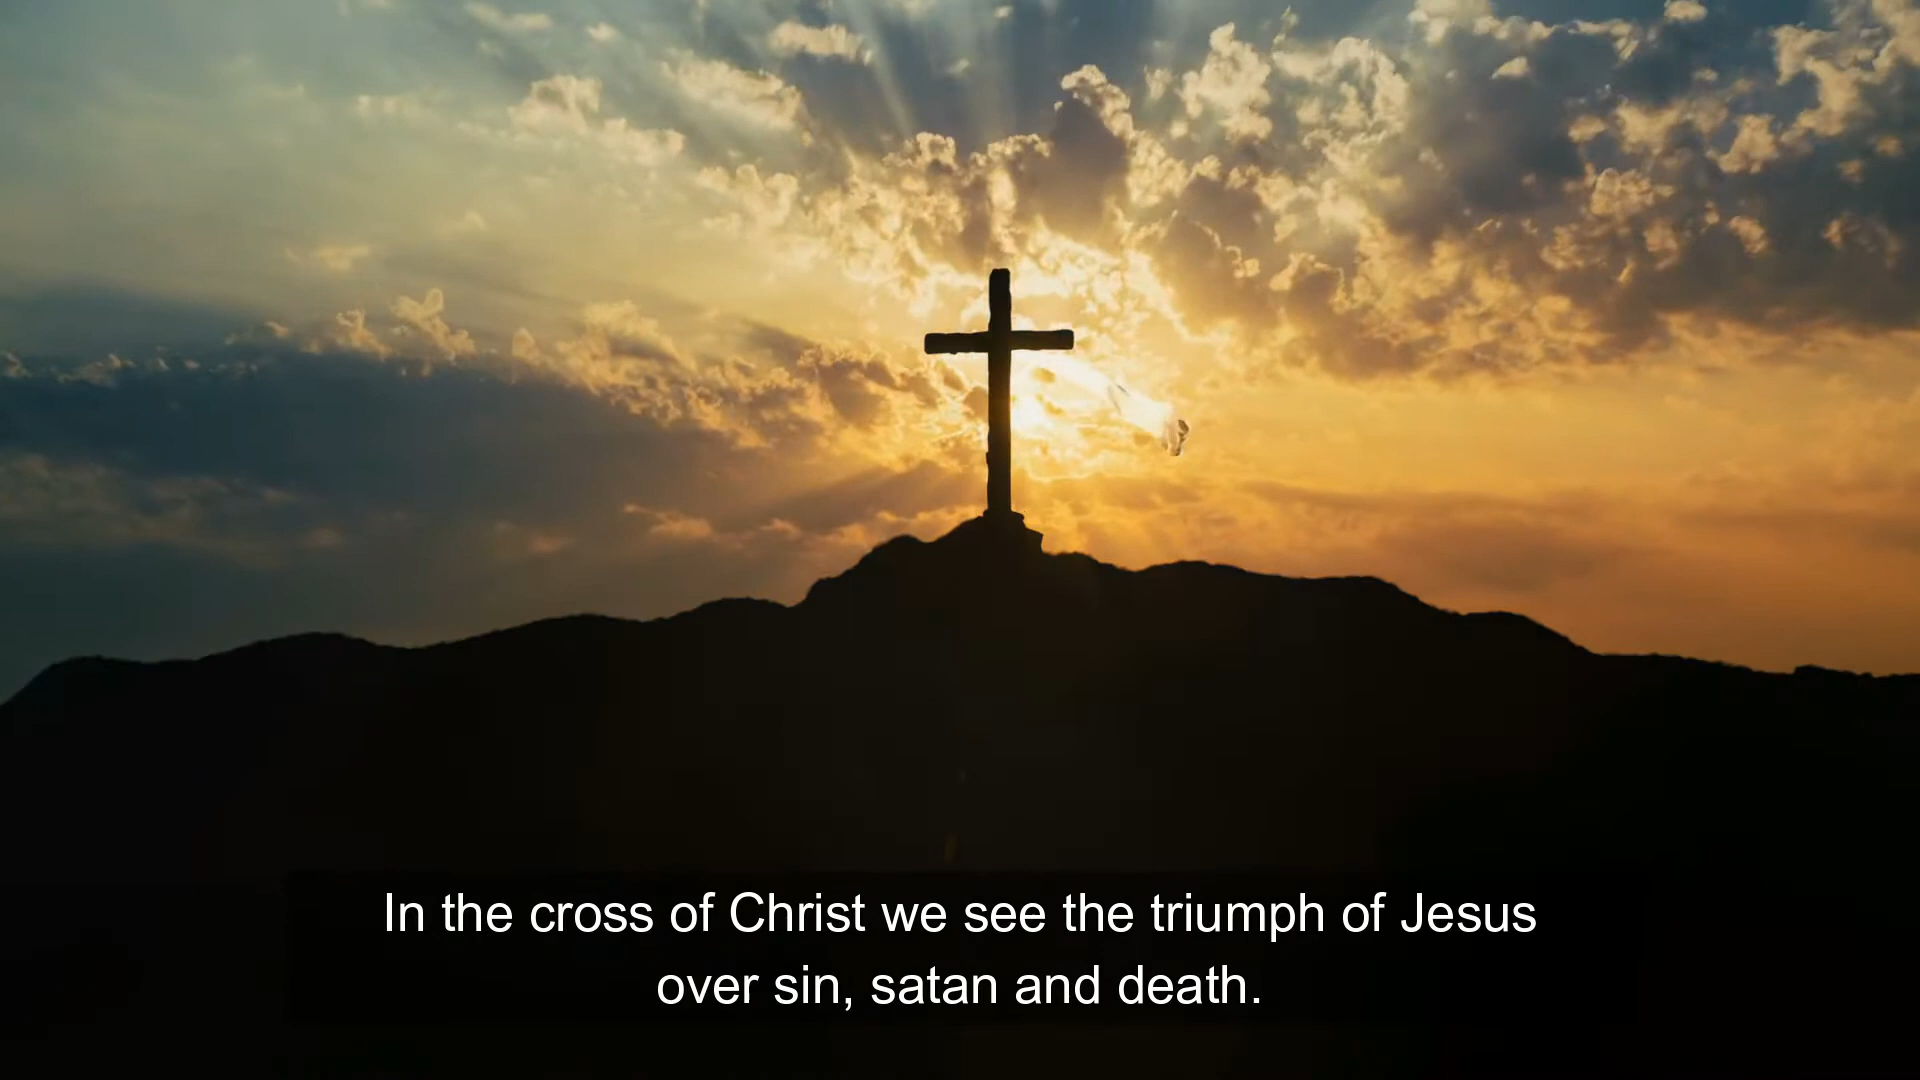 In the cross of Christ we see the triumph of Jesus
over sin, satan and death.